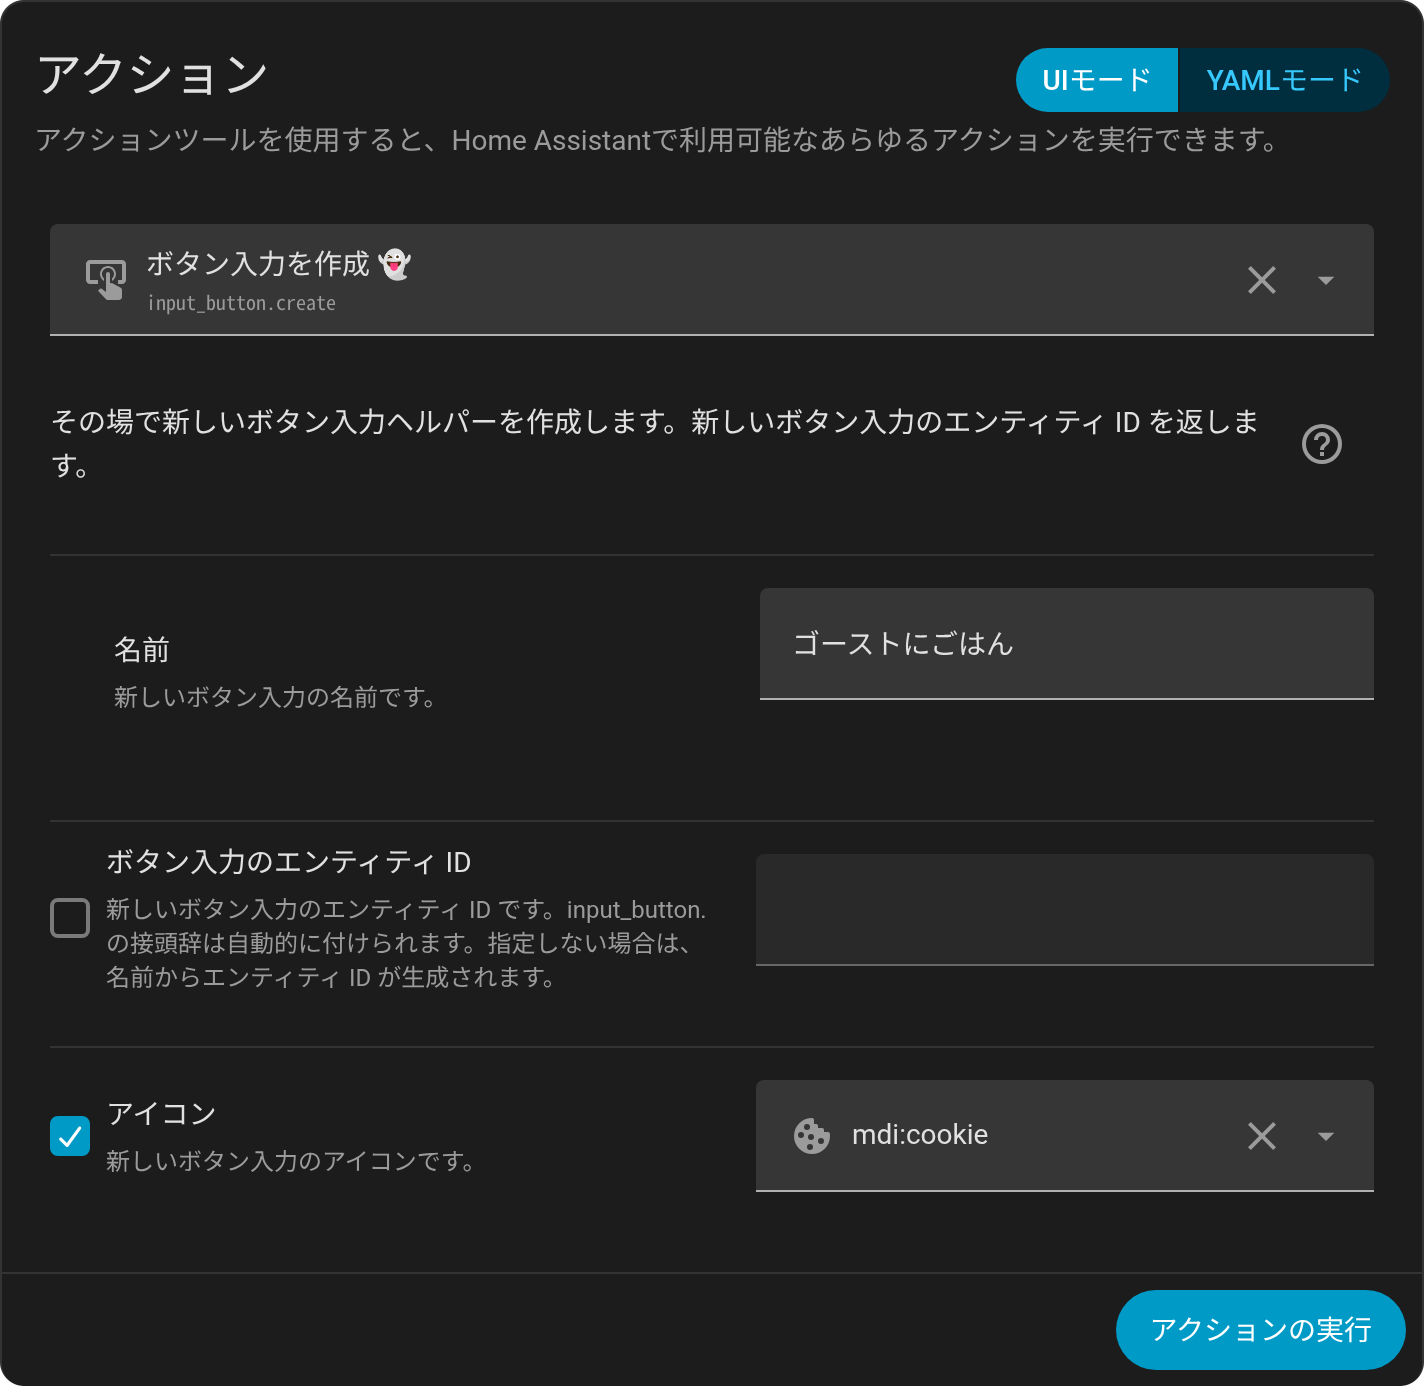 アクション
UIモード
YAMLモード
アクションツールを使用すると、Home Assistantで利用可能なあらゆるアクションを実行できます。
ボタン入力を作成 👻
input_button.create
その場で新しいボタン入力ヘルパーを作成します。新しいボタン入力のエンティティ ID を返しま
す。
名前
新しいボタン入力の名前です。
ゴーストにごはん
ボタン入力のエンティティ ID
新しいボタン入力のエンティティ ID です。input_button.
の接頭辞は自動的に付けられます。指定しない場合は、
名前からエンティティ ID が生成されます。
アイコン
新しいボタン入力のアイコンです。
mdi:cookie
アクションの実行